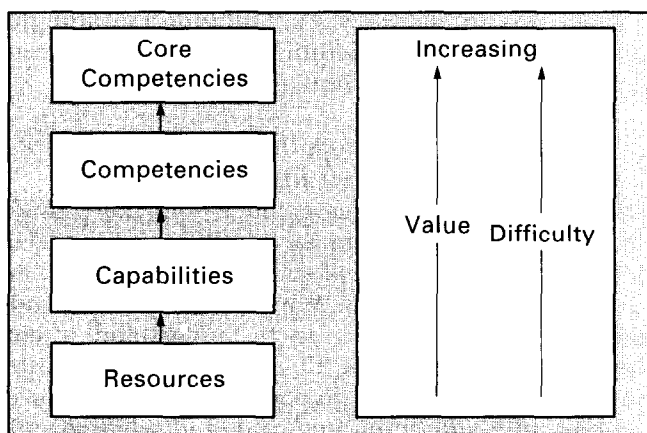 Core
Competencies
Competencies
Capabilities
Resources
Increasing
Value
Difficulty